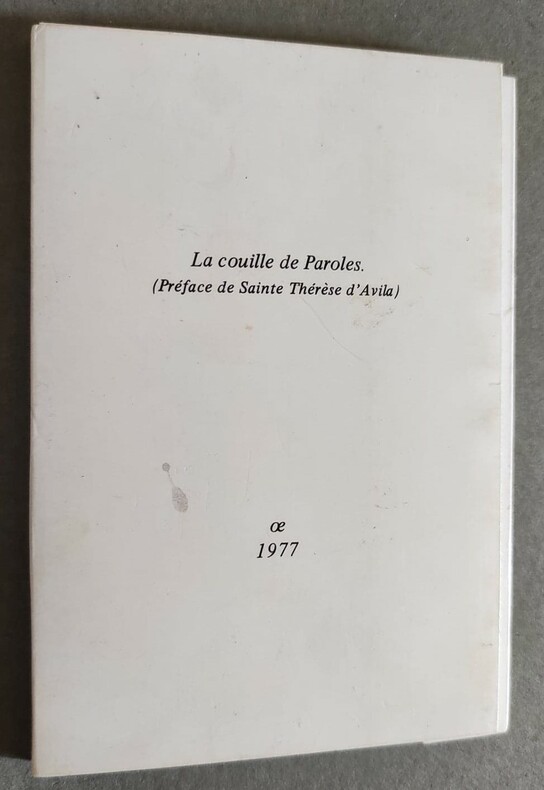 La couille de Paroles.
(Préface de Sainte Thérèse d'Avila)
œ
1977